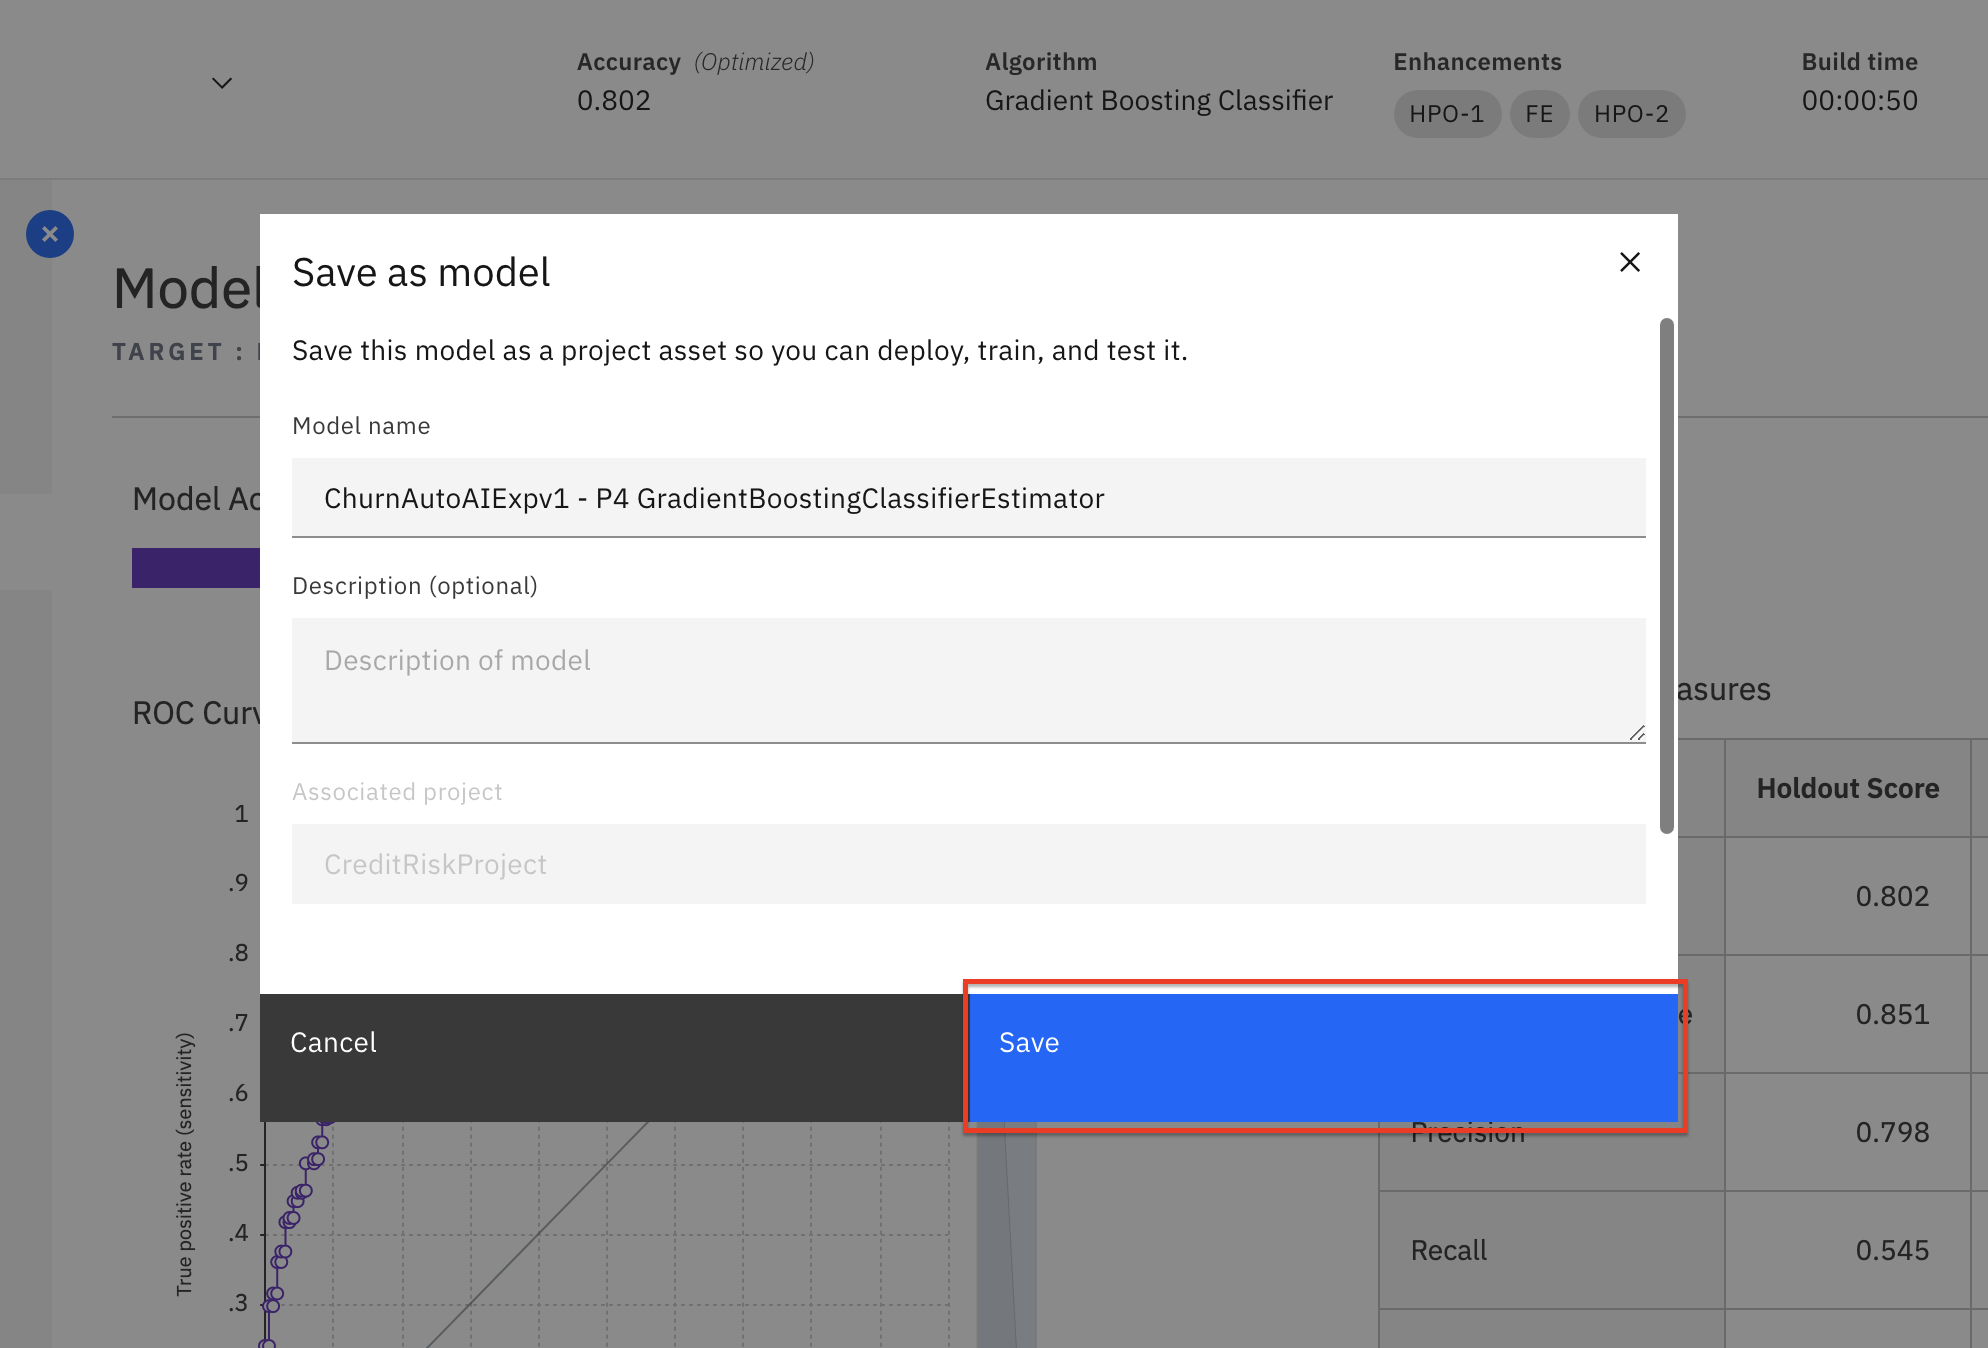 Accuracy (Optimized)
0.802
Algorithm
Gradient Boosting Classifier
Enhancements
HPO-1 FE HPO-2
Build time
00:00:50
Model
TARGET :
Save as model
Save this model as a project asset so you can deploy, train, and test it.
Model name
ChurnAutoAIExpv1 - P4 GradientBoostingClassifierEstimator
Description (optional)
Description of model
Associated project
CreditRiskProject
Cancel
Save
Model Ac
ROC Curv
asures
Holdout Score
0.802
e 0.851
Precision 0.798
Recall 0.545
True positive rate (sensitivity)
1
.9
.8
.7
.6
.5
.4
.3